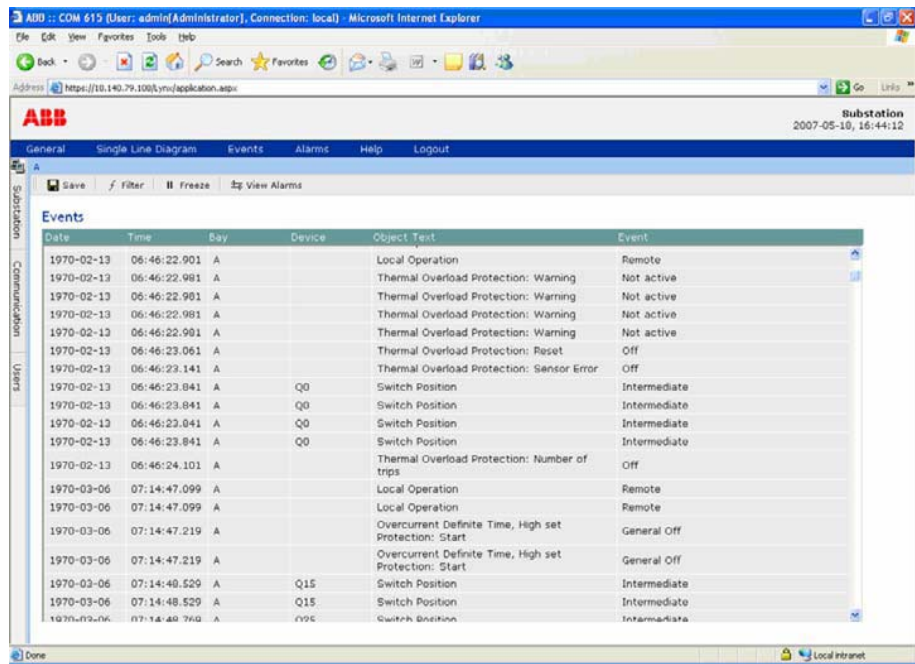 ABB :: COM 615 (User: admin[Administrator], Connection: local) - Microsoft Internet Explorer
File Edit View Favorites Tools Help
Back Search Favorites
Address https://10.140.79.100/Lynx/application.aspx Go Links
ABB
Substation
2007-05-10, 16:44:12
General Single Line Diagram Events Alarms Help Logout
A
Save Filter Freeze View Alarms
Substation
Communication
Users
Events
Date Time Bay Device Object Text Event
1970-02-13 06:46:22.901 A Local Operation Remote
1970-02-13 06:46:22.981 A Thermal Overload Protection: Warning Not active
1970-02-13 06:46:22.981 A Thermal Overload Protection: Warning Not active
1970-02-13 06:46:22.981 A Thermal Overload Protection: Warning Not active
1970-02-13 06:46:22.981 A Thermal Overload Protection: Warning Not active
1970-02-13 06:46:23.061 A Thermal Overload Protection: Reset Off
1970-02-13 06:46:23.141 A Thermal Overload Protection: Sensor Error Off
1970-02-13 06:46:23.841 A Q0 Switch Position Intermediate
1970-02-13 06:46:23.841 A Q0 Switch Position Intermediate
1970-02-13 06:46:23.841 A Q0 Switch Position Intermediate
1970-02-13 06:46:23.841 A Q0 Switch Position Intermediate
1970-02-13 06:46:24.101 A Thermal Overload Protection: Number of trips Off
1970-03-06 07:14:47.099 A Local Operation Remote
1970-03-06 07:14:47.099 A Local Operation Remote
1970-03-06 07:14:47.219 A Overcurrent Definite Time, High set Protection: Start General Off
1970-03-06 07:14:47.219 A Overcurrent Definite Time, High set Protection: Start General Off
1970-03-06 07:14:48.529 A Q15 Switch Position Intermediate
1970-03-06 07:14:48.529 A Q15 Switch Position Intermediate
1970-03-06 07:14:48.769 A Q25 Switch Position Intermediate
Done Local intranet